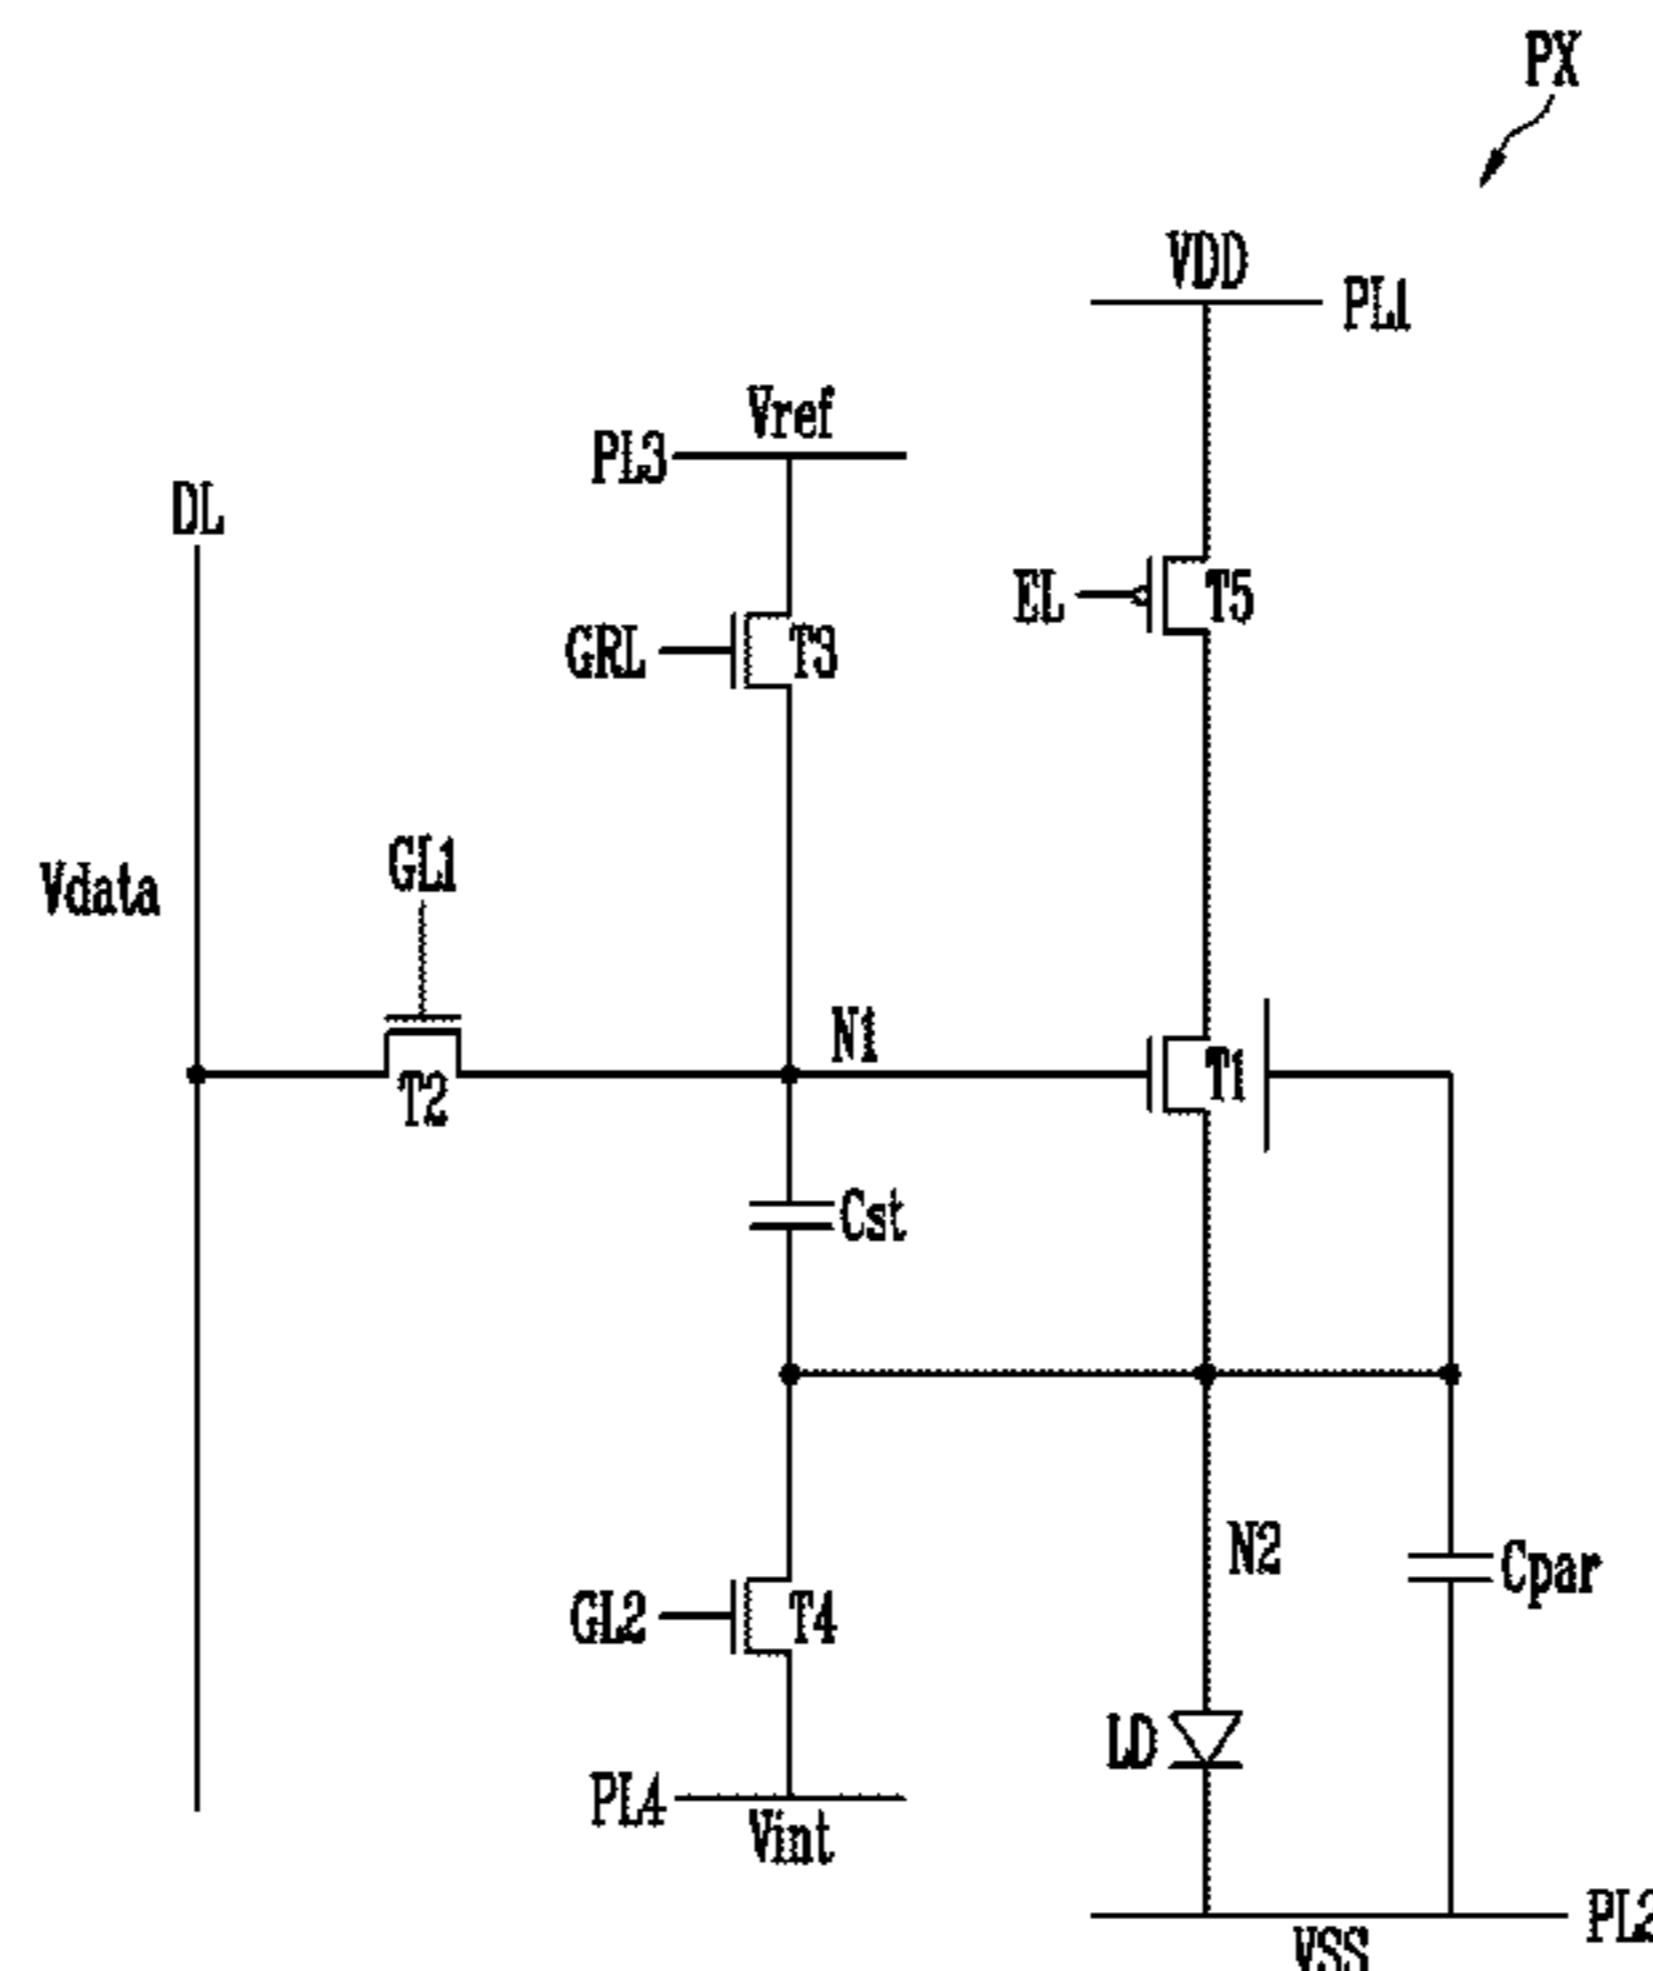 PX
VDD
PL1
Vref
PL3
DL
EL
T5
GRL
T3
GL1
Vdata
N1
T1
T2
Cst
N2
Cpar
GL2
T4
LD
PL4
Vint
PL2
VSS